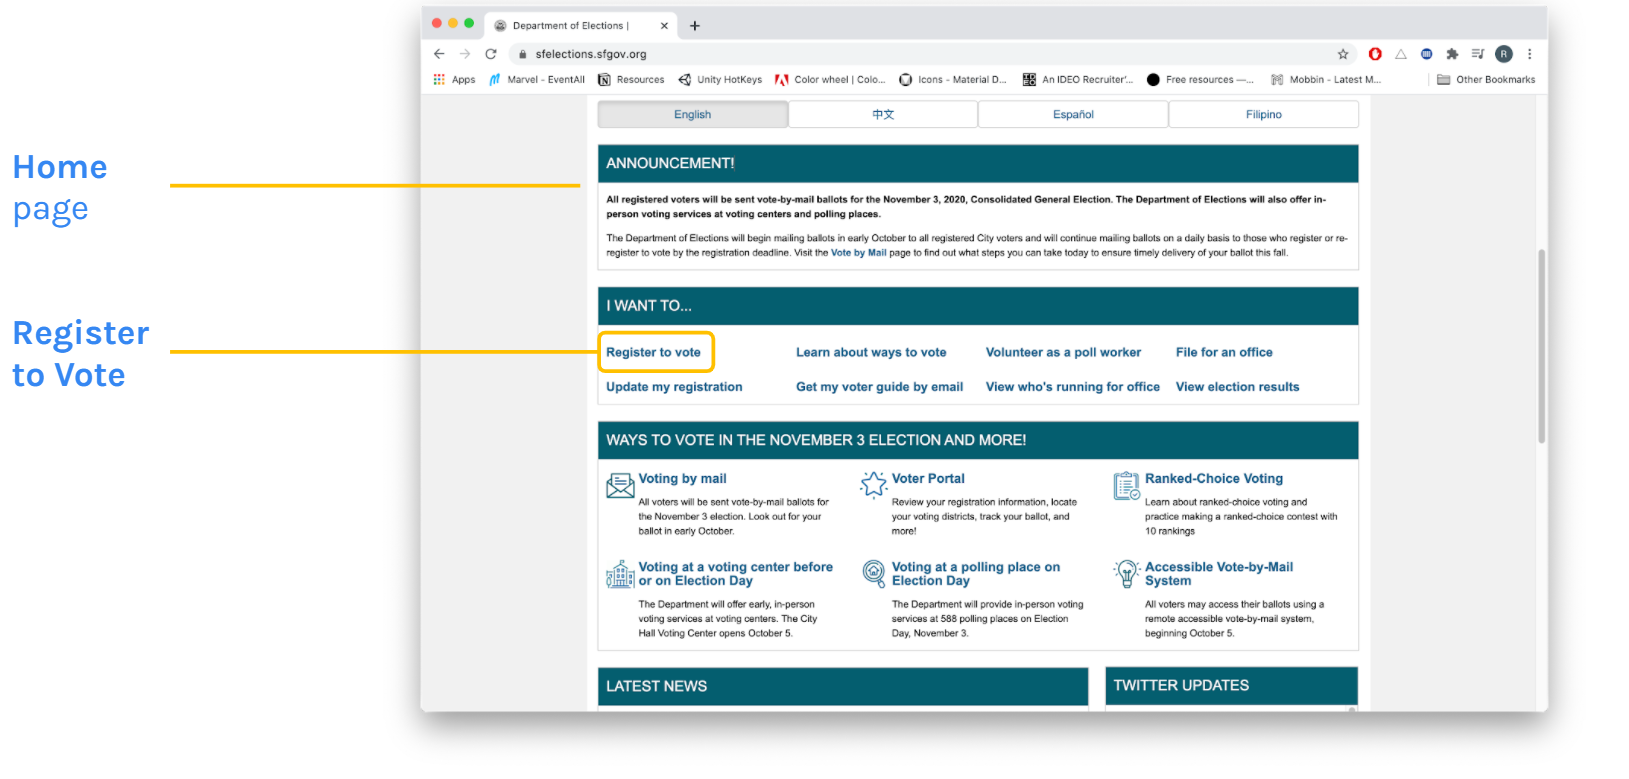 Department of Elections |
sfelections.sfgov.org
R
Apps
Marvel - EventAll
Resources
Unity HotKeys
Color wheel | Colo...
Icons - Material D...
An IDEO Recruiter'...
Free resources —...
Mobbin - Latest M...
Other Bookmarks
English
中文
Español
Filipino
Home
page
ANNOUNCEMENT!
All registered voters will be sent vote-by-mail ballots for the November 3, 2020, Consolidated General Election. The Department of Elections will also offer in-
person voting services at voting centers and polling places.
The Department of Elections will begin mailing ballots in early October to all registered City voters and will continue mailing ballots on a daily basis to those who register or re-
register to vote by the registration deadline. Visit the Vote by Mail page to find out what steps you can take today to ensure timely delivery of your ballot this fall.
I WANT TO...
Register
to Vote
Register to vote
Learn about ways to vote
Volunteer as a poll worker
File for an office
Update my registration
Get my voter guide by email
View who's running for office
View election results
WAYS TO VOTE IN THE NOVEMBER 3 ELECTION AND MORE!
Voting by mail
All voters will be sent vote-by-mail ballots for
the November 3 election. Look out for your
ballot in early October.
Voter Portal
Review your registration information, locate
your voting districts, track your ballot, and
more!
Ranked-Choice Voting
Learn about ranked-choice voting and
practice making a ranked-choice contest with
10 rankings
Voting at a voting center before
or on Election Day
The Department will offer early, in-person
voting services at voting centers. The City
Hall Voting Center opens October 5.
Voting at a polling place on
Election Day
The Department will provide in-person voting
services at 588 polling places on Election
Day, November 3.
Accessible Vote-by-Mail
System
All voters may access their ballots using a
remote accessible vote-by-mail system,
beginning October 5.
LATEST NEWS
TWITTER UPDATES